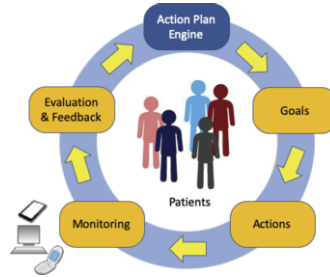 Action Plan
Engine
Goals
Actions
Monitoring
Evaluation
& Feedback
Patients